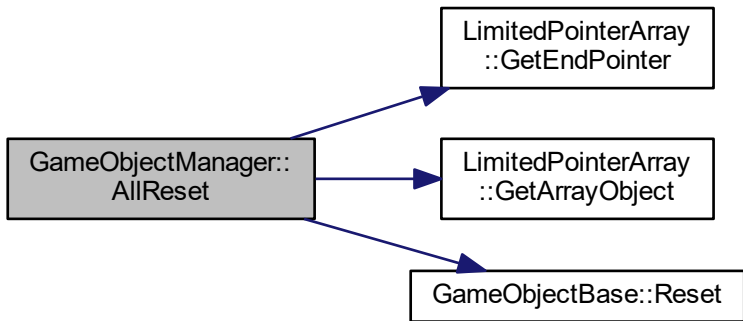 LimitedPointerArray
::GetEndPointer
GameObjectManager::
AllReset
LimitedPointerArray
::GetArrayObject
GameObjectBase::Reset